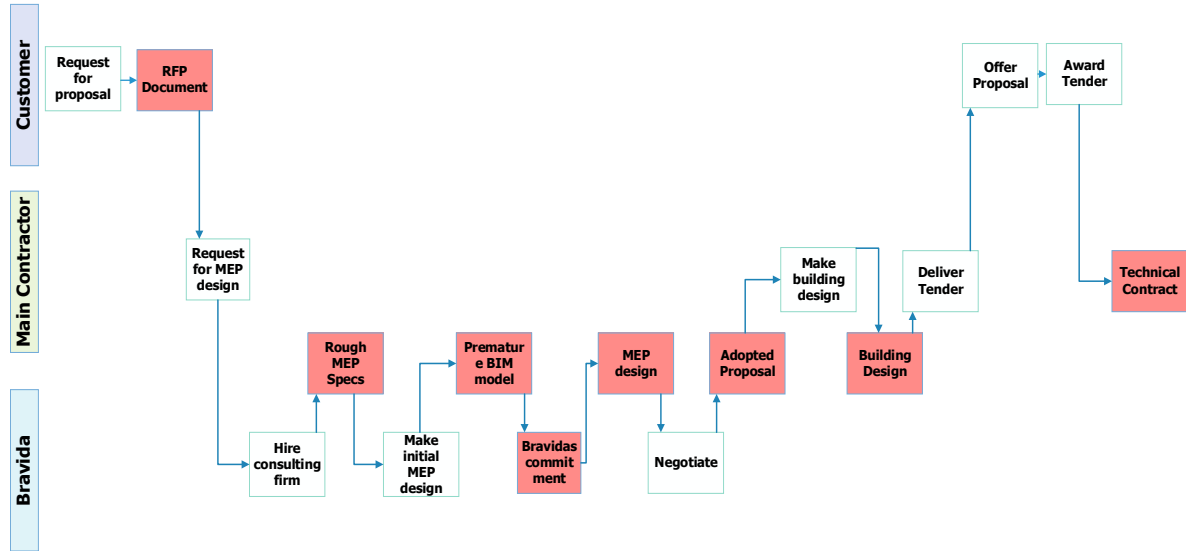 Customer
Request
for
proposal
RFP
Document
Offer
Proposal
Award
Tender
Main Contractor
Request
for MEP
design
Make
building
design
Deliver
Tender
Technical
Contract
Rough
MEP
Specs
Prematur
e BIM
model
MEP
design
Adopted
Proposal
Building
Design
Bravida
Hire
consulting
firm
Make
initial
MEP
design
Bravidas
commit
ment
Negotiate